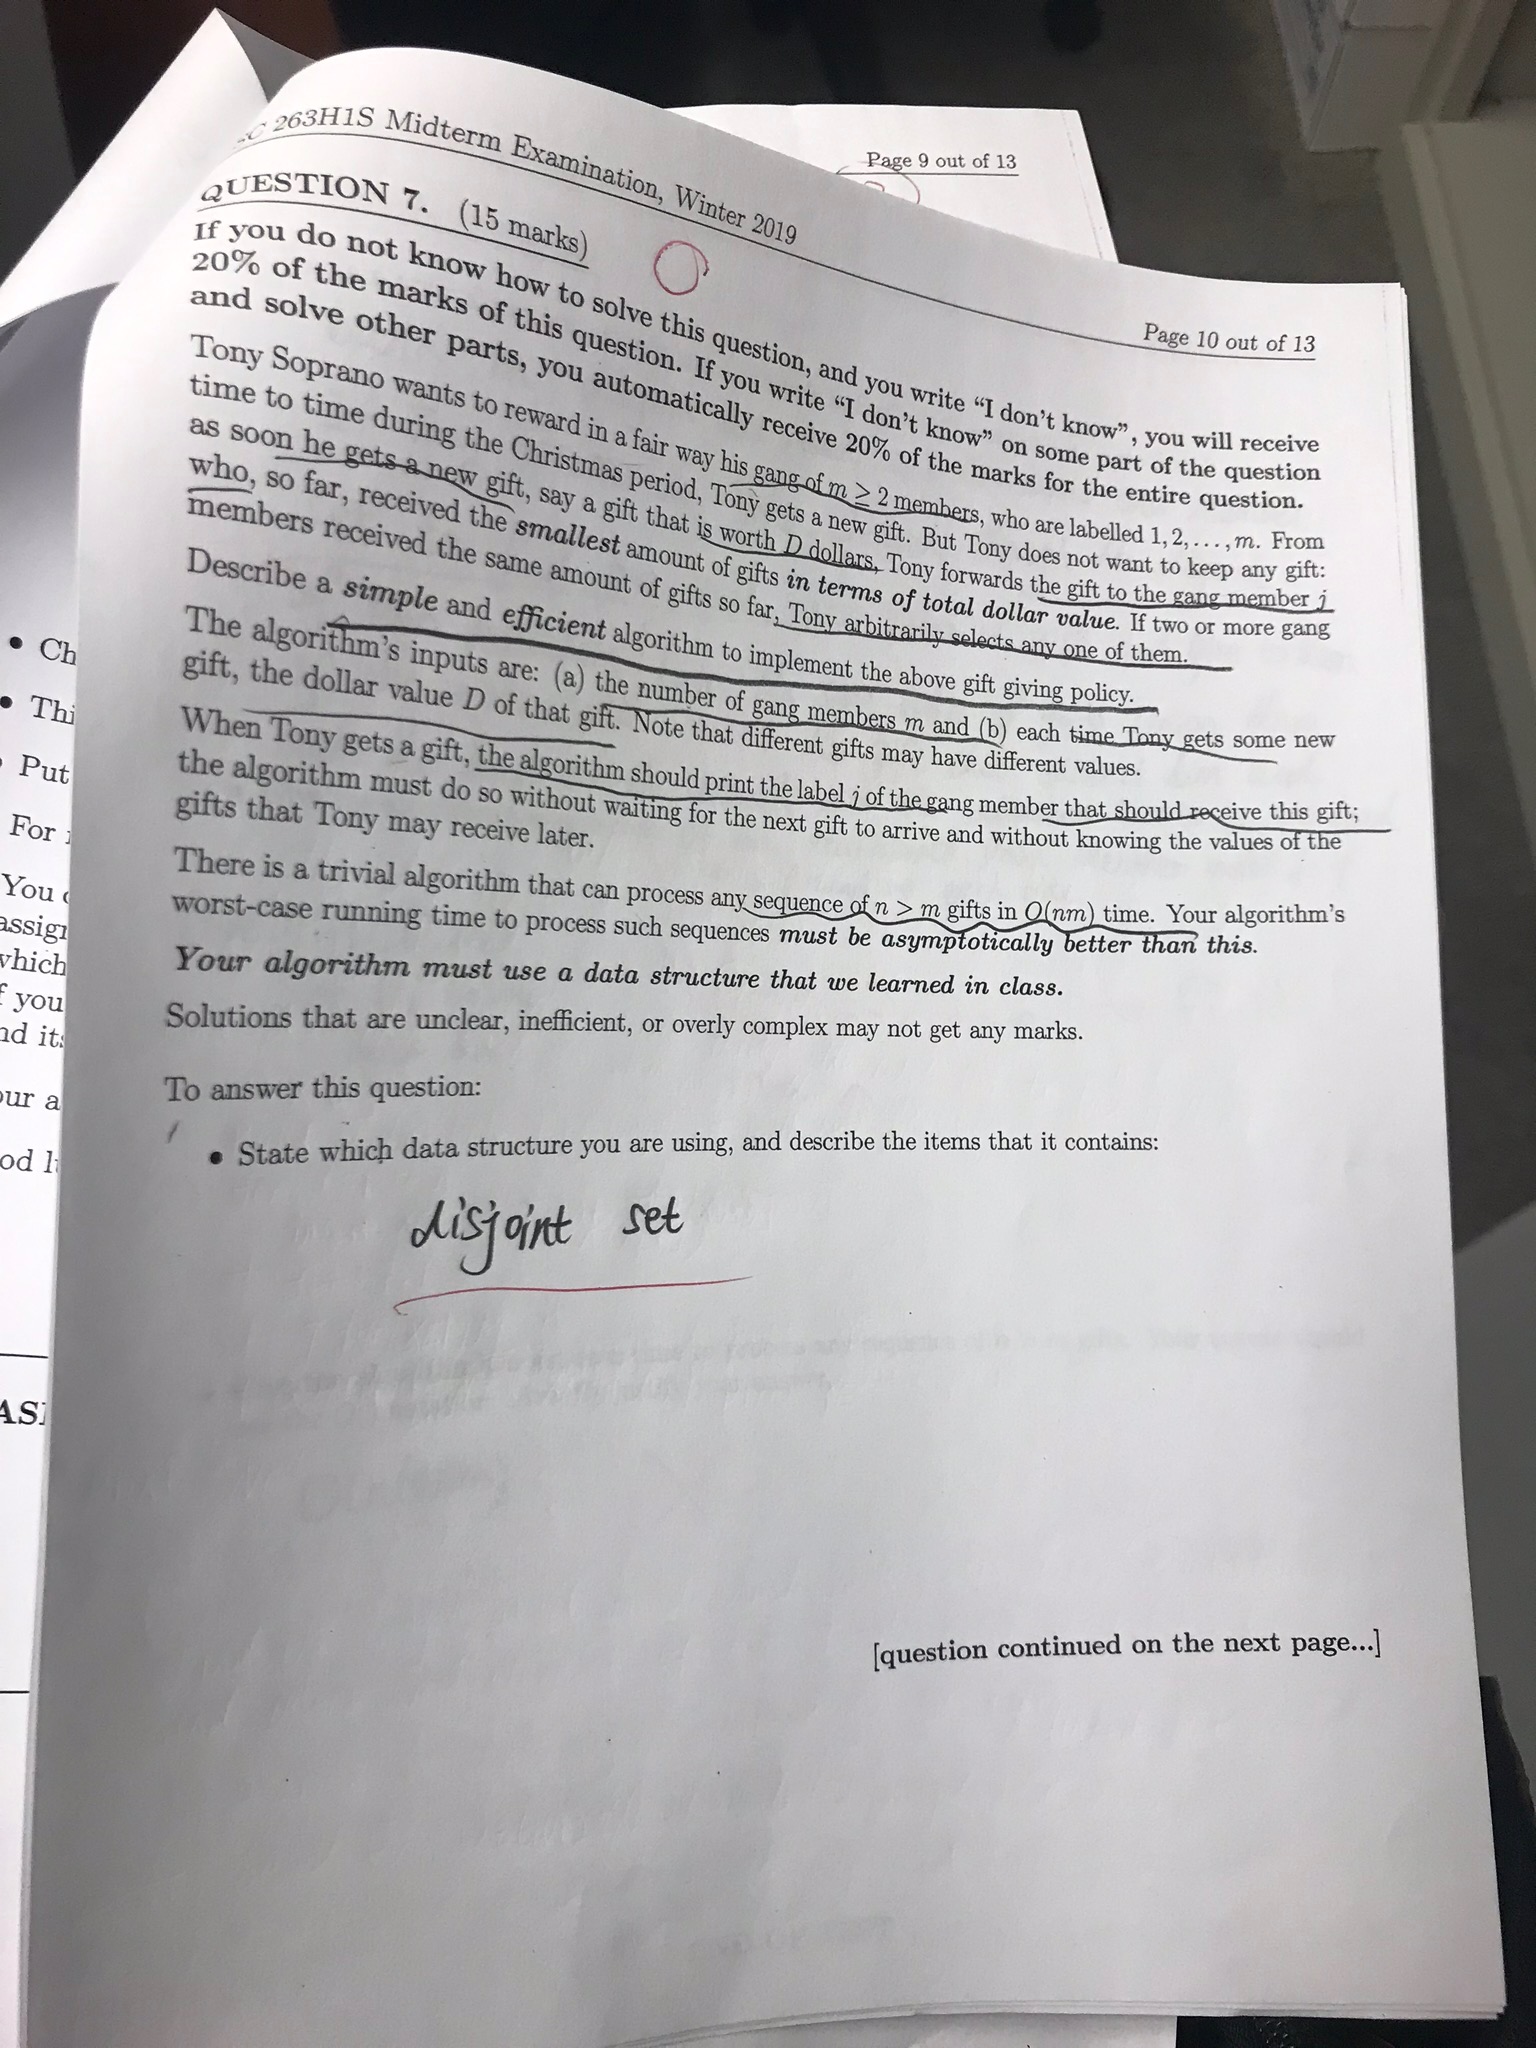 Page 9 out of 13
263H1S Midterm Examination, Winter 2019
Page 10 out of 13
QUESTION 7. (15 marks)
If you do not know how to solve this question, and you write “I don’t know”, you will receive
20% of the marks of this question. If you write “I don’t know” on some part of the question
and solve other parts, you automatically receive 20% of the marks for the entire question.
Tony Soprano wants to reward in a fair way his gang of m ≥ 2 members, who are labelled 1, 2, . . . , m. From
time to time during the Christmas period, Tony gets a new gift. But Tony does not want to keep any gift:
as soon he gets a new gift, say a gift that is worth D dollars, Tony forwards the gift to the gang member j
who, so far, received the smallest amount of gifts in terms of total dollar value. If two or more gang
members received the same amount of gifts so far, Tony arbitrarily selects any one of them.
Describe a simple and efficient algorithm to implement the above gift giving policy.
The algorithm’s inputs are: (a) the number of gang members m and (b) each time Tony gets some new
gift, the dollar value D of that gift. Note that different gifts may have different values.
When Tony gets a gift, the algorithm should print the label j of the gang member that should receive this gift;
the algorithm must do so without waiting for the next gift to arrive and without knowing the values of the
gifts that Tony may receive later.
There is a trivial algorithm that can process any sequence of n > m gifts in O(nm) time. Your algorithm’s
worst-case running time to process such sequences must be asymptotically better than this.
Your algorithm must use a data structure that we learned in class.
Solutions that are unclear, inefficient, or overly complex may not get any marks.
To answer this question:
• State which data structure you are using, and describe the items that it contains:
disjoint set
[question continued on the next page...]
• Ch
• Thi
Put
For
You
assign
which
f you
nd its
our a
od l
AS